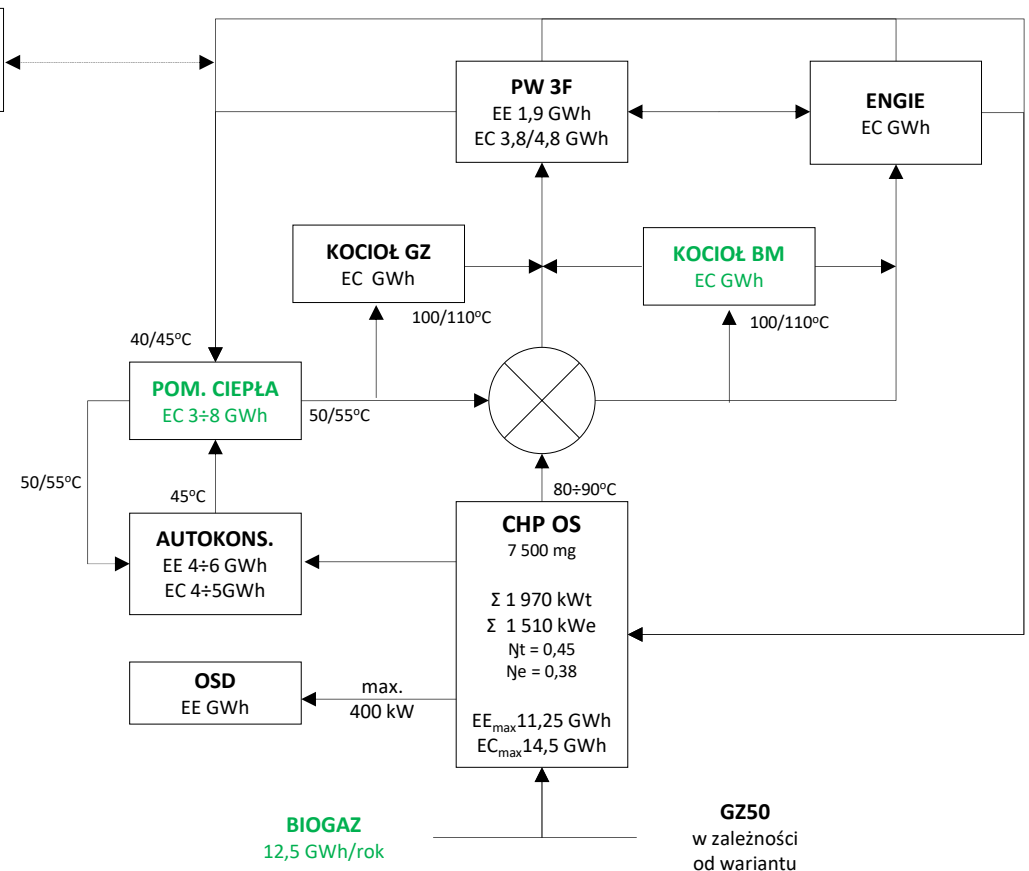 PW 3F
EE 1,9 GWh
EC 3,8/4,8 GWh
ENGIE
EC GWh
KOCIOŁ GZ
EC GWh
KOCIOŁ BM
EC GWh
100/110°C
100/110°C
40/45°C
POM. CIEPŁA
EC 3÷8 GWh
50/55°C
50/55°C
45°C
80÷90°C
AUTOKONS.
EE 4÷6 GWh
EC 4÷5GWh
CHP OS
7 500 mg
Σ 1 970 kWt
Σ 1 510 kWe
Ŋt = 0,45
Ŋe = 0,38
EEmax11,25 GWh
ECmax14,5 GWh
OSD
EE GWh
max.
400 kW
BIOGAZ
12,5 GWh/rok
GZ50
w zależności
od wariantu